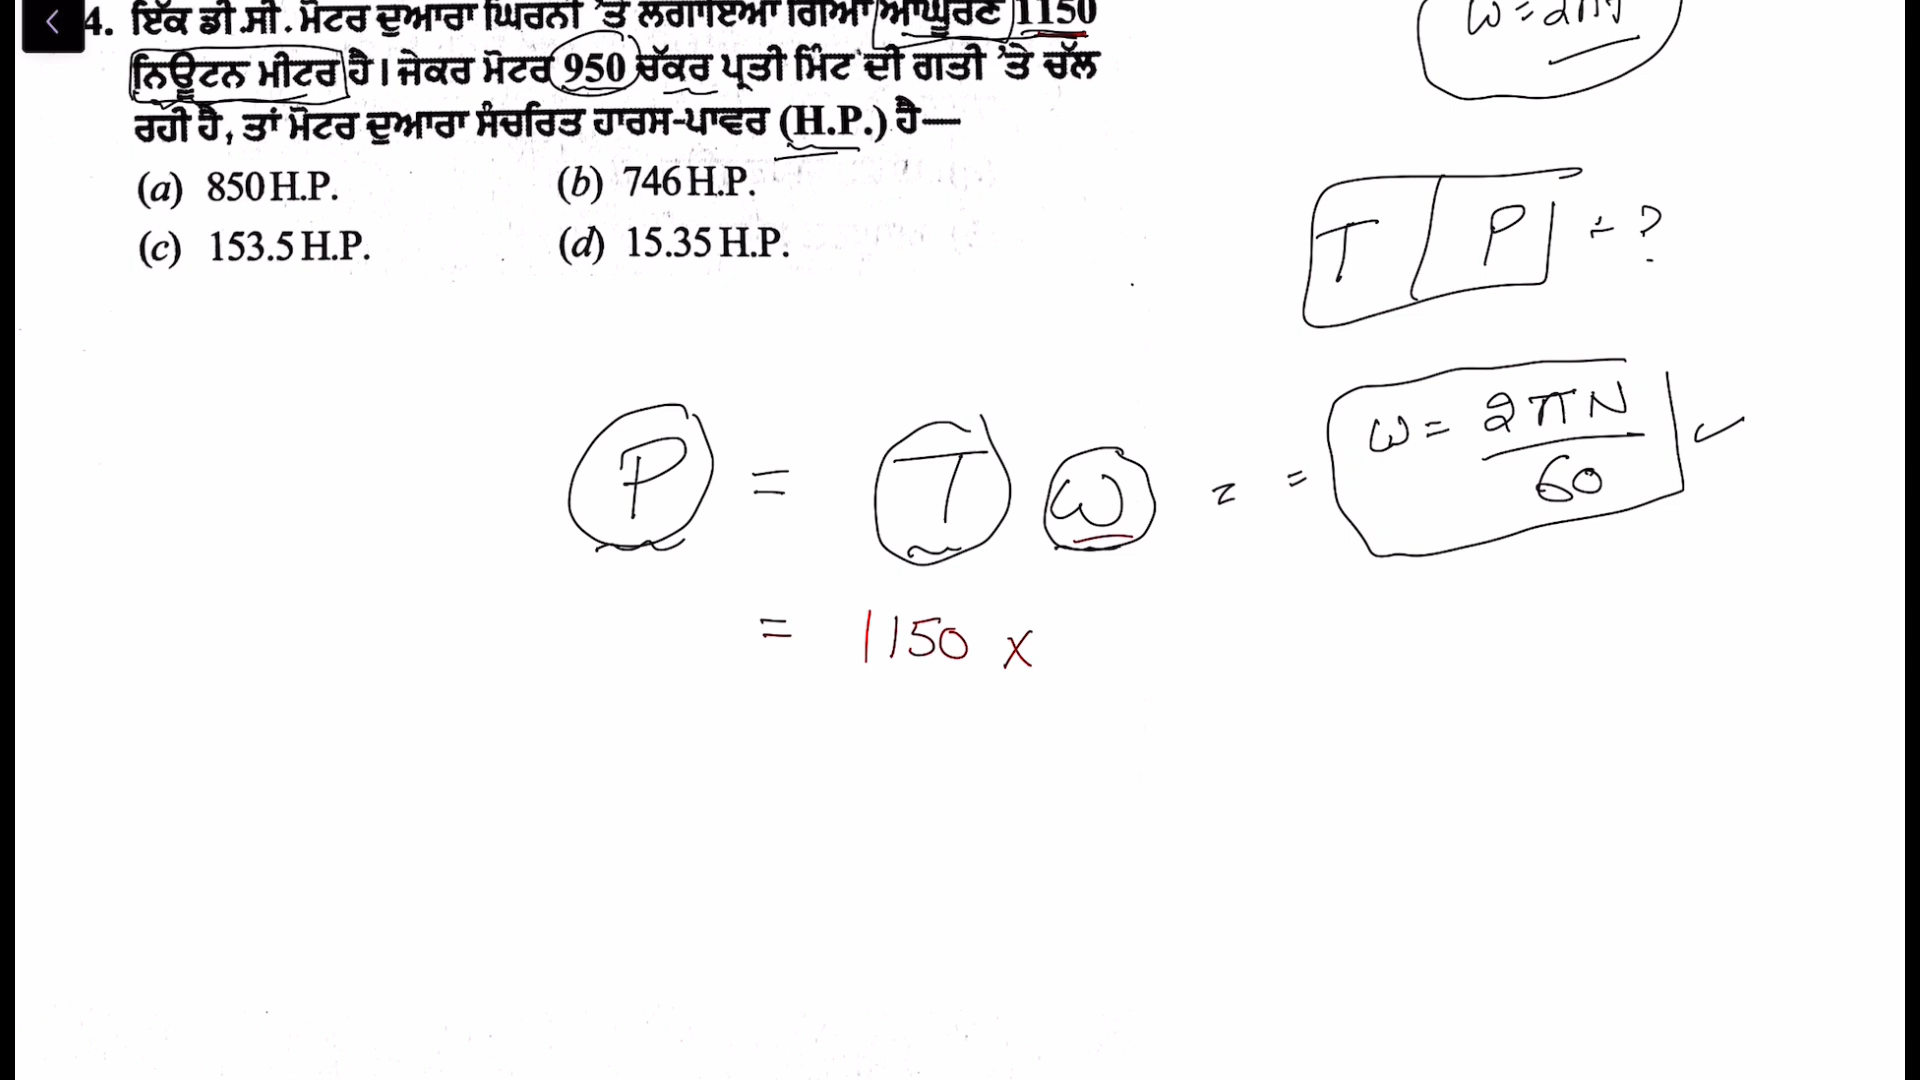 4. ਇੱਕ ਡੀ.ਸੀ. ਮੋਟਰ ਦੁਆਰਾ ਘਿਰਨੀ 'ਤੇ ਲਗਾਇਆ ਗਿਆ ਆਘੂਰਣ 1150
ਨਿਊਟਨ ਮੀਟਰ ਹੈ। ਜੇਕਰ ਮੋਟਰ 950 ਚੱਕਰ ਪ੍ਰਤੀ ਮਿੰਟ ਦੀ ਗਤੀ 'ਤੇ ਚੱਲ
ਰਹੀ ਹੈ, ਤਾਂ ਮੋਟਰ ਦੁਆਰਾ ਸੰਚਰਿਤ ਹਾਰਸ-ਪਾਵਰ (H.P.) ਹੈ—
(a) 850 H.P. (b) 746 H.P.
(c) 153.5 H.P. (d) 15.35 H.P.
T P = ?
P = T ω = = ω = 2πN / 60 ✓
= 1150 ×